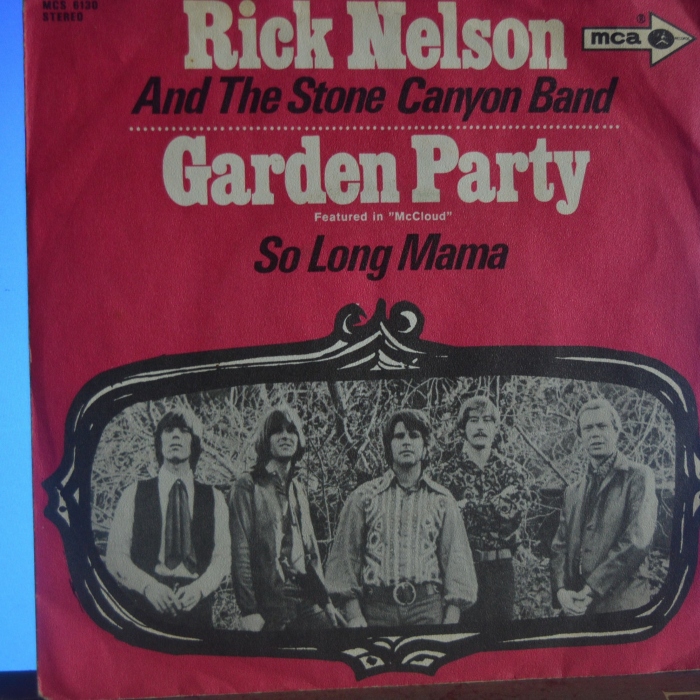 MCS 6130
STEREO
Rick Nelson
mca
And The Stone Canyon Band
Garden Party
Featured in "McCloud"
So Long Mama